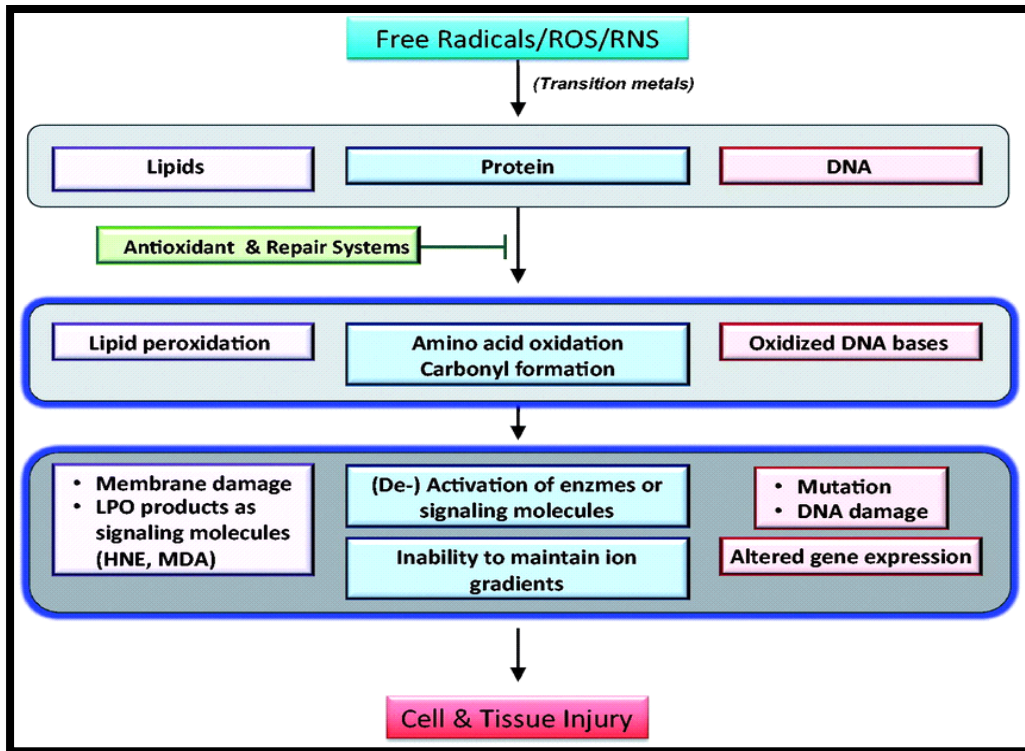 Free Radicals/ROS/RNS
(Transition metals)
Lipids
Protein
DNA
Antioxidant & Repair Systems
Lipid peroxidation
Amino acid oxidation
Carbonyl formation
Oxidized DNA bases
• Membrane damage
• LPO products as
signaling molecules
(HNE, MDA)
(De-) Activation of enzmes or
signaling molecules
Inability to maintain ion
gradients
• Mutation
• DNA damage
Altered gene expression
Cell & Tissue Injury